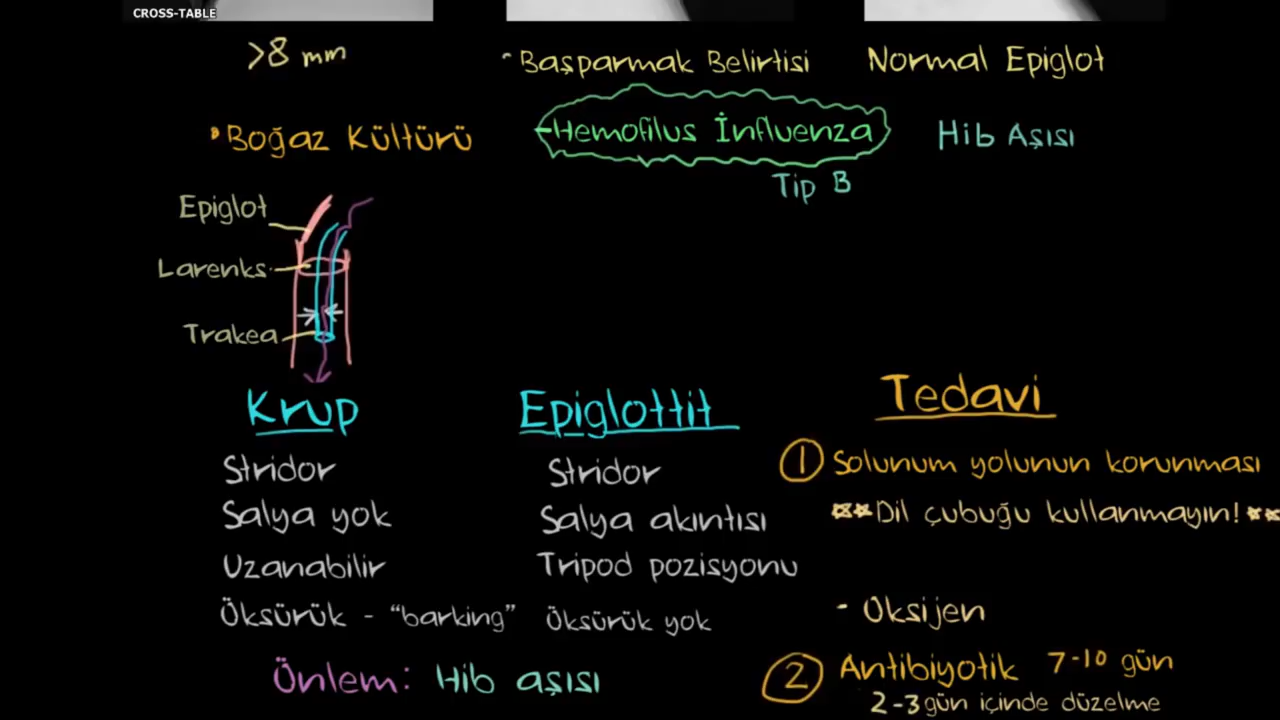 CROSS-TABLE
>8 mm
- Başparmak Belirtisi
Normal Epiglot
• Boğaz Kültürü
-Hemofilus İnfluenza
Tip B
Hib Aşısı
Epiglot
Larenks
Trakea
Krup
Stridor
Salya yok
Uzanabilir
Öksürük - "barking"
Epiglottit
Stridor
Salya akıntısı
Tripod pozisyonu
Öksürük yok
Önlem: Hib aşısı
Tedavi
1 Solunum yolunun korunması
**Dil çubuğu kullanmayın!**
- Oksijen
2 Antibiyotik 7-10 gün
2-3 gün içinde düzelme